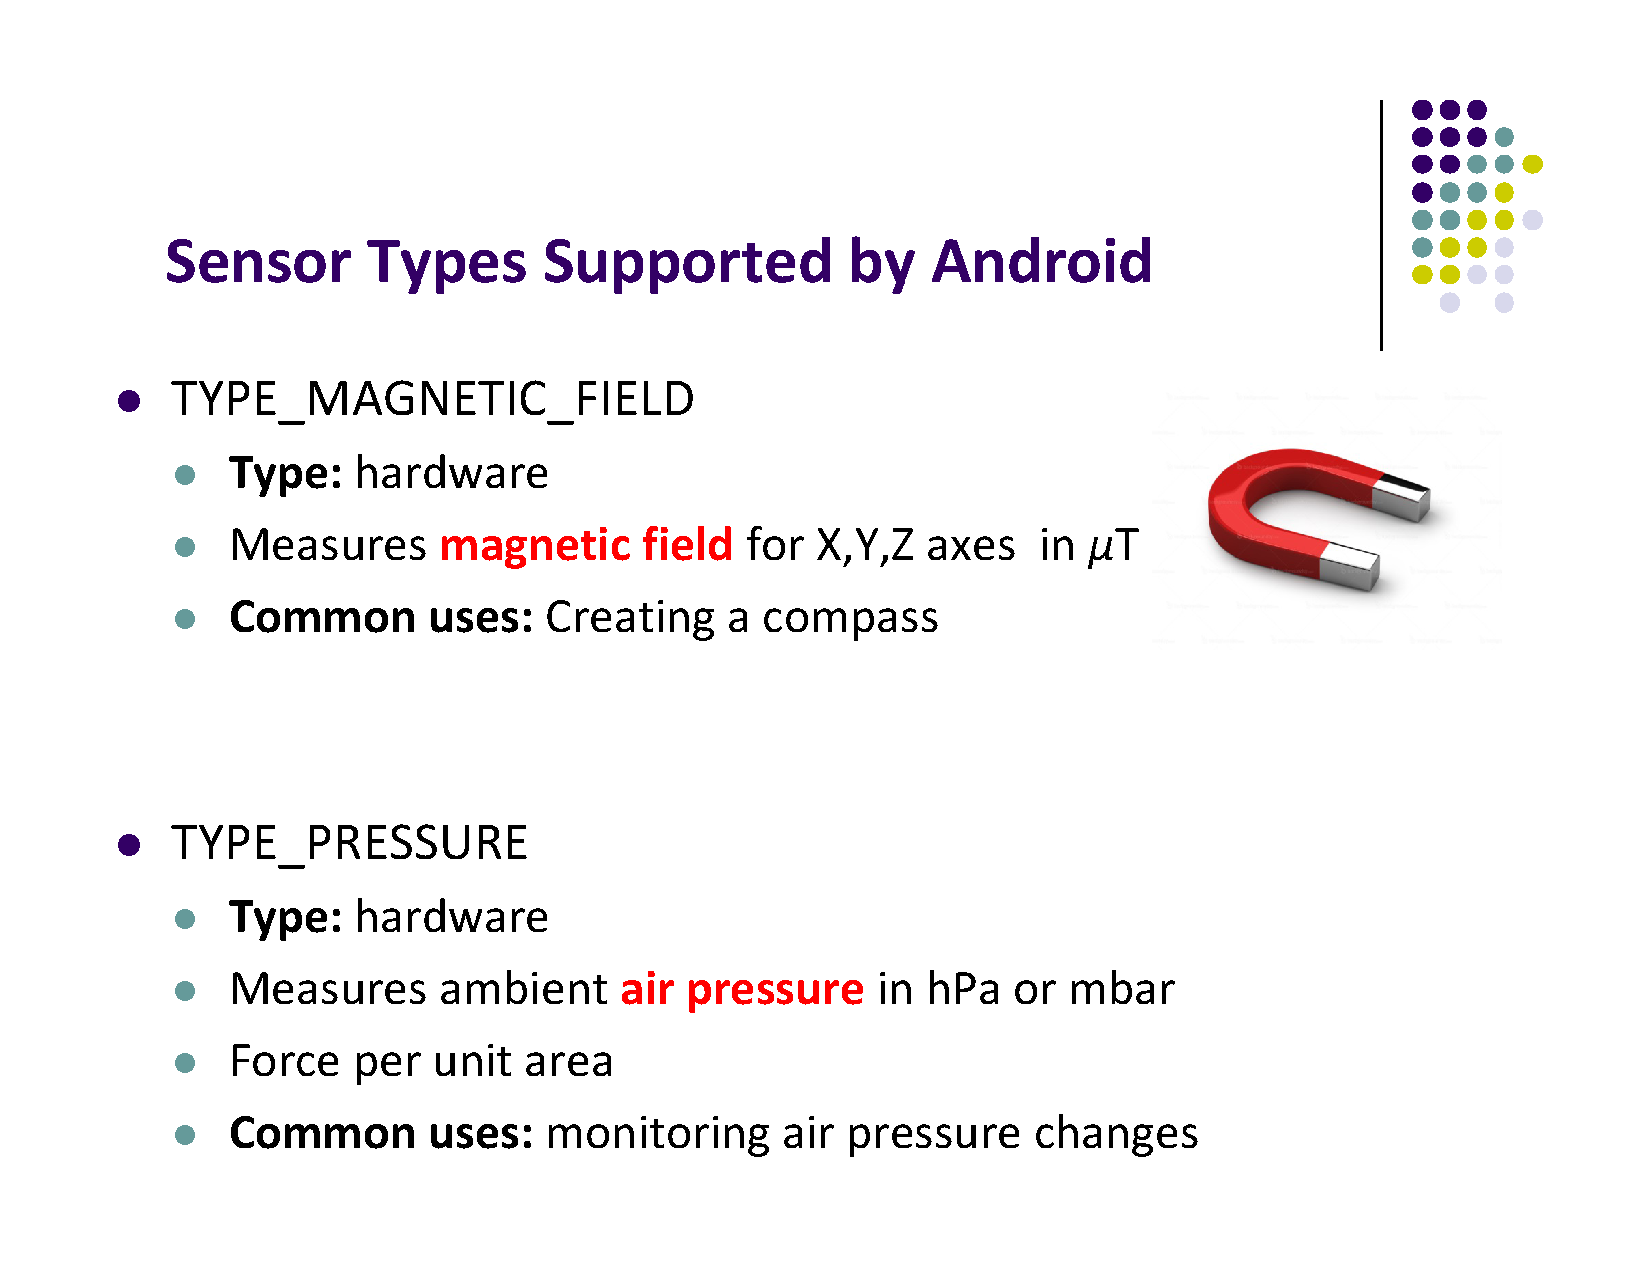 Sensor Types Supported by Android
TYPE_MAGNETIC_FIELD
Type: hardware
Measures magnetic field for X,Y,Z axes in µT
Common uses: Creating a compass
TYPE_PRESSURE
Type: hardware
Measures ambient air pressure in hPa or mbar
Force per unit area
Common uses: monitoring air pressure changes